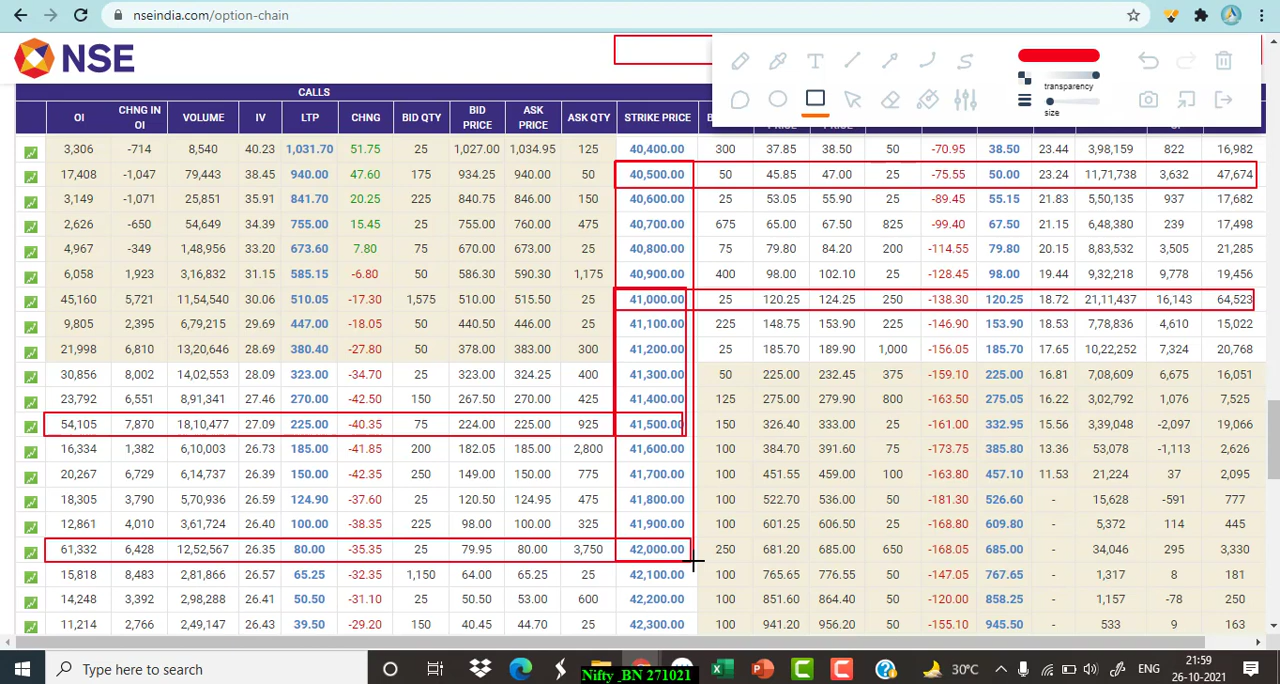 nseindia.com/option-chain
NSE
T
transparency
size
CALLS
OI CHNG IN OI VOLUME IV LTP CHNG BID QTY BID PRICE ASK PRICE ASK QTY STRIKE PRICE
3,306 -714 8,540 40.23 1,031.70 51.75 25 1,027.00 1,034.95 125 40,400.00 300 37.85 38.50 50 -70.95 38.50 23.44 3,98,159 822 16,982
17,408 -1,047 79,443 38.45 940.00 47.60 175 934.25 940.00 50 40,500.00 50 45.85 47.00 25 -75.55 50.00 23.24 11,71,738 3,632 47,674
3,149 -1,071 25,851 35.91 841.70 20.25 225 840.75 846.00 150 40,600.00 25 53.05 55.90 25 -89.45 55.15 21.83 5,50,135 937 17,682
2,626 -650 54,649 34.39 755.00 15.45 25 755.00 760.00 475 40,700.00 675 65.00 67.50 825 -99.40 67.50 21.15 6,48,380 239 17,498
4,967 -349 1,48,956 33.20 673.60 7.80 75 670.00 673.00 25 40,800.00 75 79.80 84.20 200 -114.55 79.80 20.15 8,83,532 3,505 21,285
6,058 1,923 3,16,832 31.15 585.15 -6.80 50 586.30 590.30 1,175 40,900.00 400 98.00 102.10 25 -128.45 98.00 19.44 9,32,218 9,778 19,456
45,160 5,721 11,54,540 30.06 510.05 -17.30 1,575 510.00 515.50 25 41,000.00 25 120.25 124.25 250 -138.30 120.25 18.72 21,11,437 16,143 64,523
9,805 2,395 6,79,215 29.69 447.00 -18.05 50 440.50 446.00 25 41,100.00 225 148.75 153.90 225 -146.90 153.90 18.53 7,78,836 4,610 15,022
21,998 6,810 13,20,646 28.69 380.40 -27.80 50 378.00 383.00 300 41,200.00 25 185.70 189.90 1,000 -156.05 185.70 17.65 10,22,252 7,324 20,768
30,856 8,002 14,02,553 28.09 323.00 -34.70 25 323.00 324.25 400 41,300.00 50 225.00 232.45 375 -159.10 225.00 16.81 7,08,609 6,675 16,051
23,792 6,551 8,91,341 27.46 270.00 -42.50 150 267.50 270.00 425 41,400.00 125 275.00 279.90 800 -163.50 275.05 16.22 3,02,792 1,076 7,525
54,105 7,870 18,10,477 27.09 225.00 -40.35 75 224.00 225.00 925 41,500.00 150 326.40 333.00 25 -161.00 332.95 15.56 3,39,048 -2,097 19,066
16,334 1,382 6,10,003 26.73 185.00 -41.85 200 182.05 185.00 2,800 41,600.00 100 384.70 391.60 75 -173.75 385.80 13.36 53,078 -1,113 2,626
20,267 6,729 6,14,737 26.39 150.00 -42.35 250 149.00 150.00 775 41,700.00 100 451.55 459.00 100 -163.80 457.10 11.53 21,224 37 2,095
18,305 3,790 5,70,936 26.59 124.90 -37.60 25 120.50 124.95 475 41,800.00 100 522.70 536.00 50 -181.30 526.60 - 15,628 -591 777
12,861 4,010 3,61,724 26.40 100.00 -38.35 225 98.00 100.00 325 41,900.00 100 601.25 606.50 25 -168.80 609.80 - 5,372 114 445
61,332 6,428 12,52,567 26.35 80.00 -35.35 25 79.95 80.00 3,750 42,000.00 250 681.20 685.00 650 -168.05 685.00 - 34,046 295 3,330
15,818 8,483 2,81,866 26.57 65.25 -32.35 1,150 64.00 65.25 25 42,100.00 100 765.65 776.55 50 -147.05 767.65 - 1,317 8 181
14,248 3,392 2,98,288 26.41 50.50 -31.10 25 50.50 53.00 600 42,200.00 100 851.60 864.40 50 -120.00 858.25 - 1,157 -78 250
11,214 2,766 2,49,147 26.43 39.50 -29.20 150 40.45 44.70 25 42,300.00 100 941.20 956.20 50 -155.10 945.50 - 533 9 163
Type here to search
Nifty_BN 271021
30°C
ENG
21:59
26-10-2021